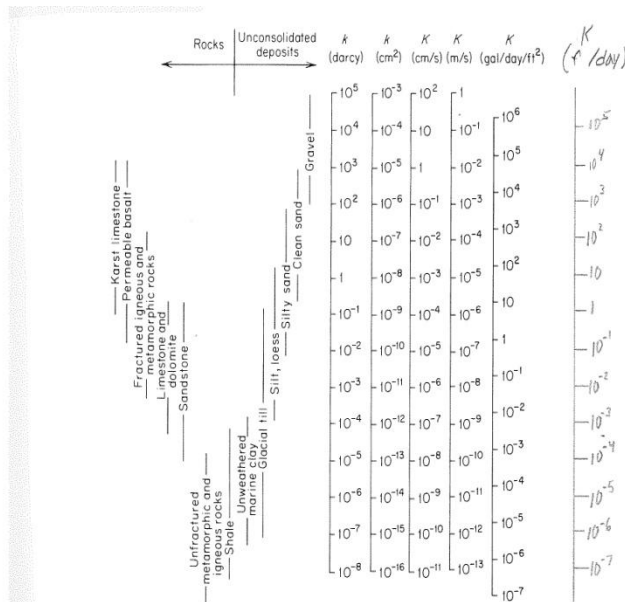 Rocks
Unconsolidated
deposits
k
(darcy)
k
(cm²)
K
(cm/s)
K
(m/s)
K
(gal/day/ft²)
K
(f /day)
Karst limestone
Permeable basalt
Fractured igneous and
metamorphic rocks
Limestone and
dolomite
Sandstone
Unfractured
metamorphic and
igneous rocks
Shale
Unweathered
marine clay
Glacial till
Silt, loess
Silty sand
Clean sand
Gravel
10⁵
10⁴
10³
10²
10
1
10⁻¹
10⁻²
10⁻³
10⁻⁴
10⁻⁵
10⁻⁶
10⁻⁷
10⁻⁸
10⁻³
10⁻⁴
10⁻⁵
10⁻⁶
10⁻⁷
10⁻⁸
10⁻⁹
10⁻¹⁰
10⁻¹¹
10⁻¹²
10⁻¹³
10⁻¹⁴
10⁻¹⁵
10⁻¹⁶
10²
10
1
10⁻¹
10⁻²
10⁻³
10⁻⁴
10⁻⁵
10⁻⁶
10⁻⁷
10⁻⁸
10⁻⁹
10⁻¹⁰
10⁻¹¹
1
10⁻¹
10⁻²
10⁻³
10⁻⁴
10⁻⁵
10⁻⁶
10⁻⁷
10⁻⁸
10⁻⁹
10⁻¹⁰
10⁻¹¹
10⁻¹²
10⁻¹³
10⁶
10⁵
10⁴
10³
10²
10
1
10⁻¹
10⁻²
10⁻³
10⁻⁴
10⁻⁵
10⁻⁶
10⁻⁷
10⁵
10⁴
10³
10²
10
1
10⁻¹
10⁻²
10⁻³
10⁻⁴
10⁻⁵
10⁻⁶
10⁻⁷